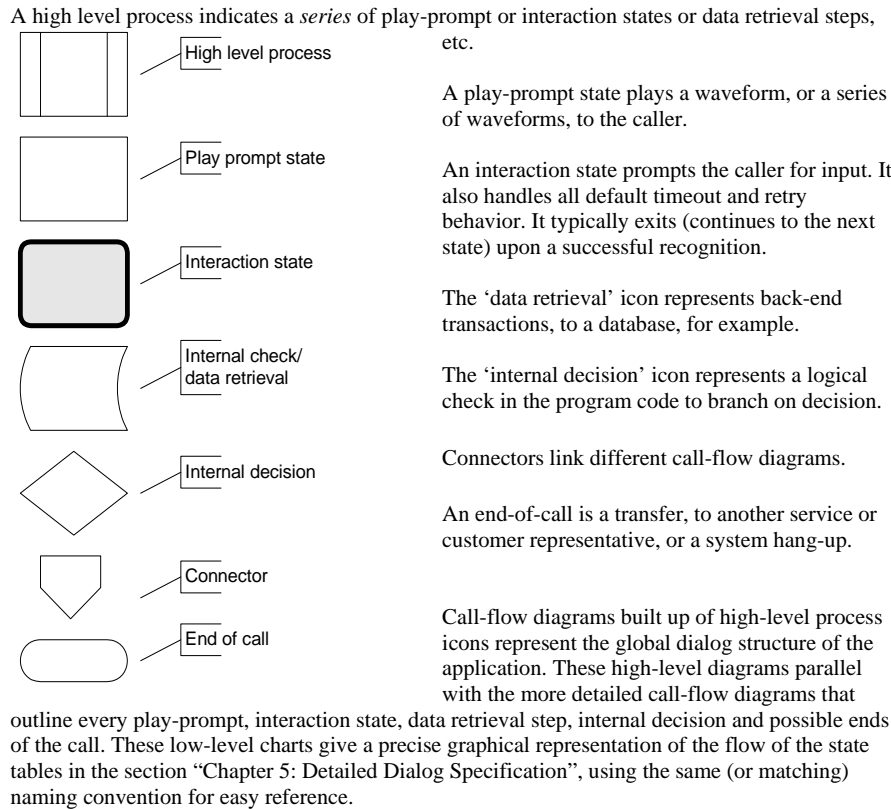 A high level process indicates a series of play-prompt or interaction states or data retrieval steps,
etc.
High level process
A play-prompt state plays a waveform, or a series
of waveforms, to the caller.
Play prompt state
An interaction state prompts the caller for input. It
also handles all default timeout and retry
behavior. It typically exits (continues to the next
state) upon a successful recognition.
Interaction state
The ‘data retrieval’ icon represents back-end
transactions, to a database, for example.
Internal check/
data retrieval
The ‘internal decision’ icon represents a logical
check in the program code to branch on decision.
Internal decision
Connectors link different call-flow diagrams.
An end-of-call is a transfer, to another service or
customer representative, or a system hang-up.
Connector
End of call
Call-flow diagrams built up of high-level process
icons represent the global dialog structure of the
application. These high-level diagrams parallel
with the more detailed call-flow diagrams that
outline every play-prompt, interaction state, data retrieval step, internal decision and possible ends
of the call. These low-level charts give a precise graphical representation of the flow of the state
tables in the section “Chapter 5: Detailed Dialog Specification”, using the same (or matching)
naming convention for easy reference.